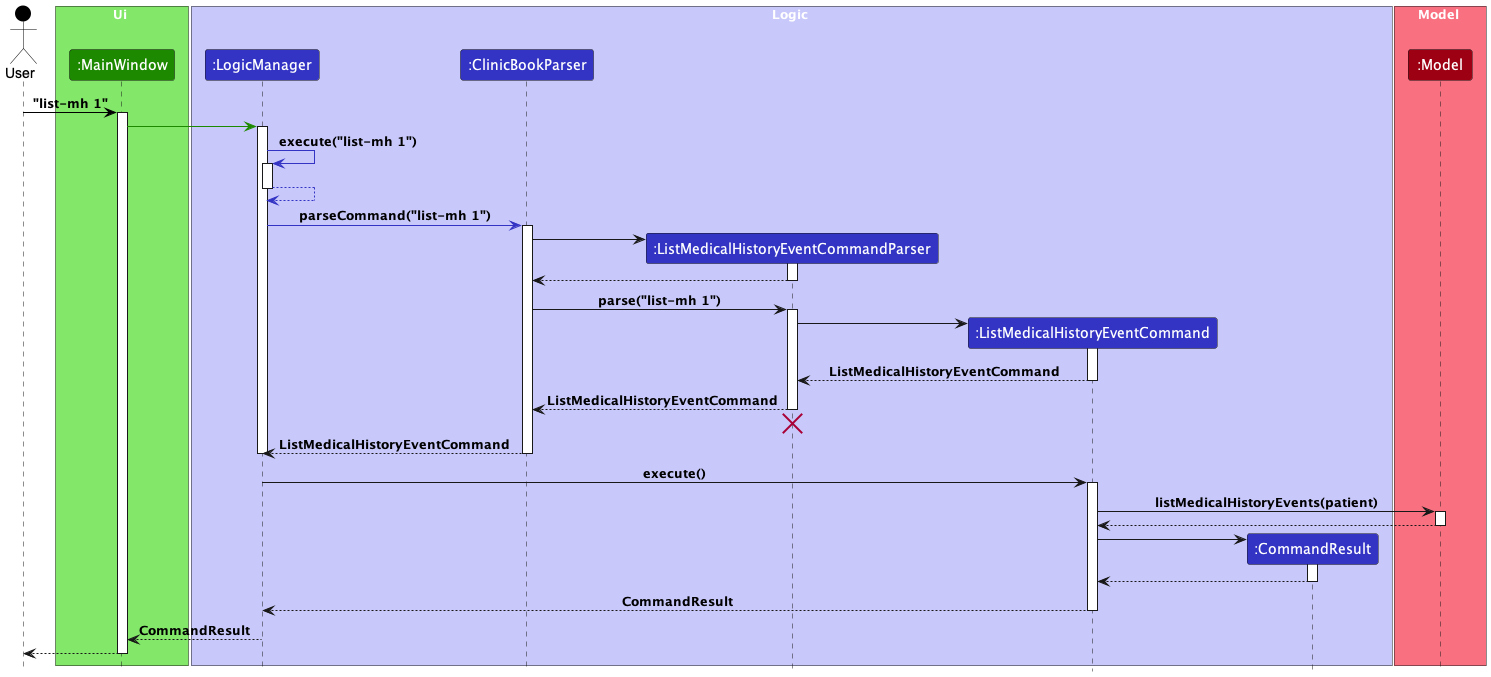 Ui
Logic
Model
User
:MainWindow
:LogicManager
:ClinicBookParser
:Model
"list-mh 1"
execute("list-mh 1")
parseCommand("list-mh 1")
:ListMedicalHistoryEventCommandParser
parse("list-mh 1")
:ListMedicalHistoryEventCommand
ListMedicalHistoryEventCommand
ListMedicalHistoryEventCommand
ListMedicalHistoryEventCommand
execute()
listMedicalHistoryEvents(patient)
:CommandResult
CommandResult
CommandResult